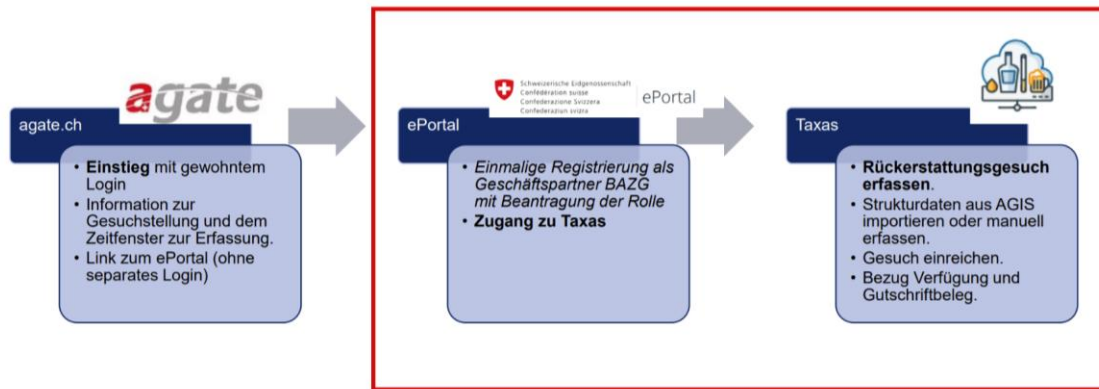 agate
agate.ch
• Einstieg mit gewohntem
Login
• Information zur
Gesuchstellung und dem
Zeitfenster zur Erfassung.
• Link zum ePortal (ohne
separates Login)
Schweizerische Eidgenossenschaft
Confédération suisse
Confederazione Svizzera
Confederaziun svizra
ePortal
ePortal
• Einmalige Registrierung als
Geschäftspartner BAZG
mit Beantragung der Rolle
• Zugang zu Taxas
Taxas
• Rückerstattungsgesuch
erfassen.
• Strukturdaten aus AGIS
importieren oder manuell
erfassen.
• Gesuch einreichen.
• Bezug Verfügung und
Gutschriftbeleg.